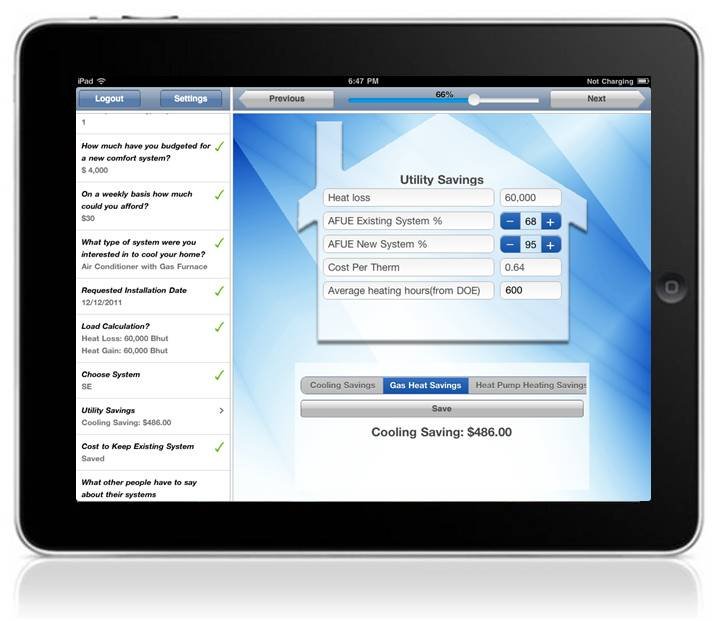 iPad
6:47 PM
Not Charging
Logout
Settings
Previous
66%
Next
1
How much have you budgeted for
a new comfort system?
$ 4,000
On a weekly basis how much
could you afford?
$30
What type of system were you
interested in to cool your home?
Air Conditioner with Gas Furnace
Requested Installation Date
12/12/2011
Load Calculation?
Heat Loss: 60,000 Bhut
Heat Gain: 60,000 Bhut
Choose System
SE
Utility Savings
Cooling Saving: $486.00
Cost to Keep Existing System
Saved
What other people have to say
about their systems
Utility Savings
Heat loss 60,000
AFUE Existing System % − 68 +
AFUE New System % − 95 +
Cost Per Therm 0.64
Average heating hours(from DOE) 600
Cooling Savings Gas Heat Savings Heat Pump Heating Savings
Save
Cooling Saving: $486.00